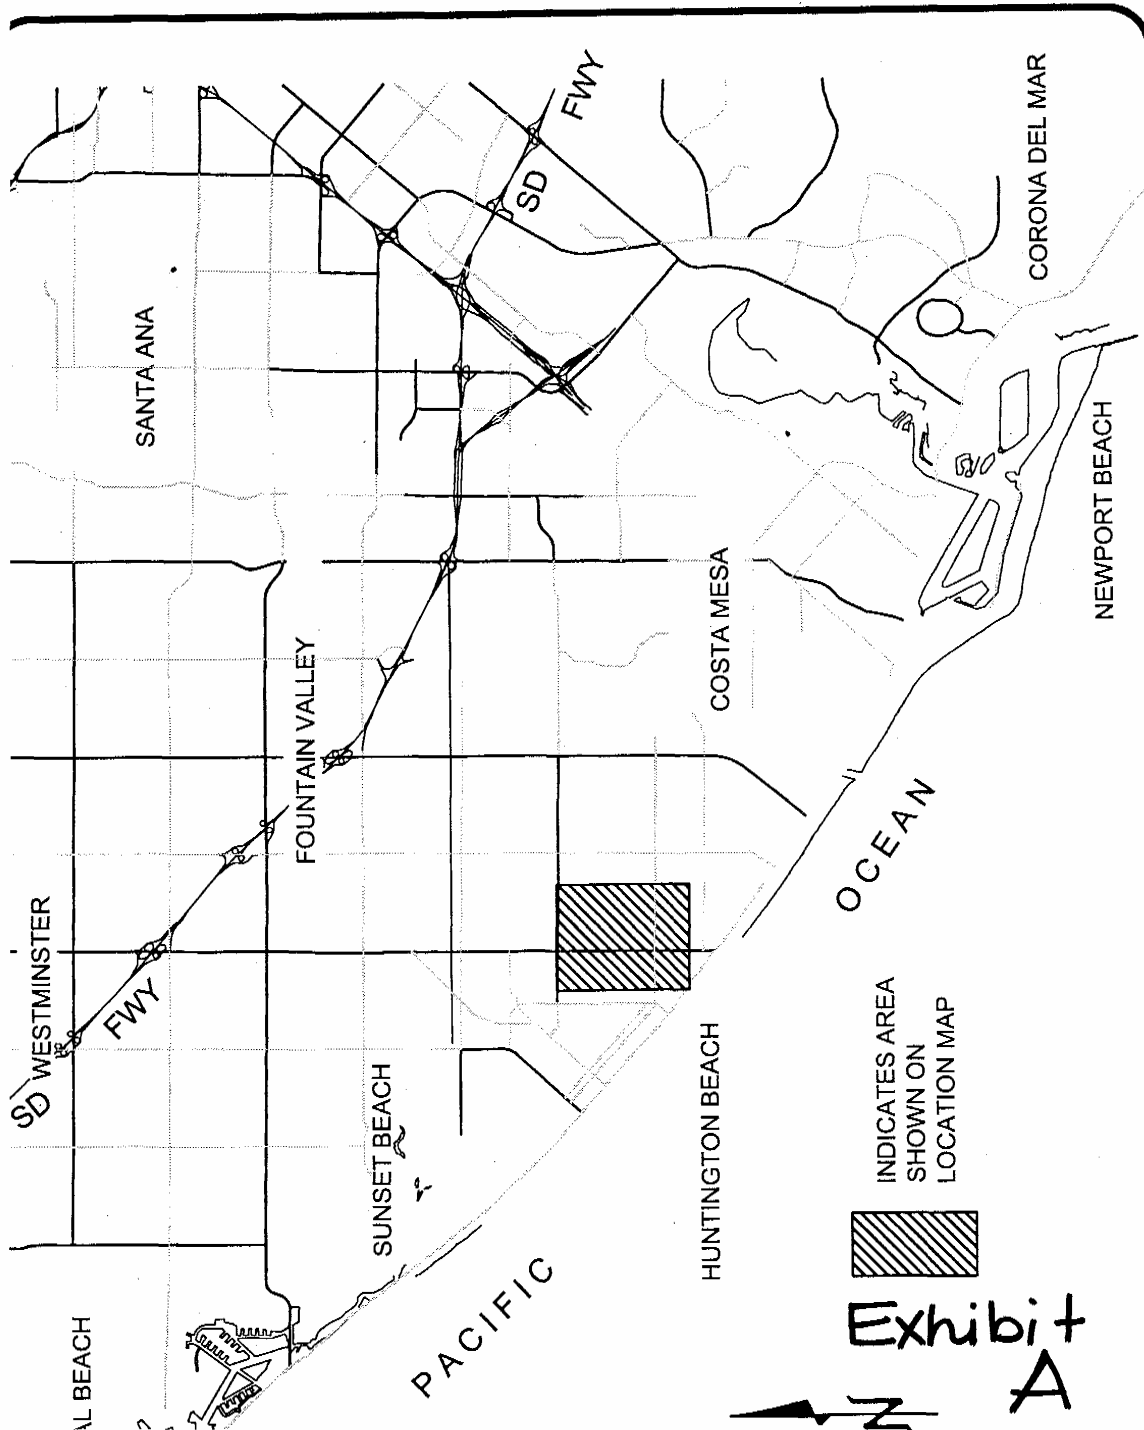 FWY
SD
CORONA DEL MAR
SANTA ANA
NEWPORT BEACH
COSTA MESA
FOUNTAIN VALLEY
OCEAN
WESTMINSTER
FWY
SD
SUNSET BEACH
HUNTINGTON BEACH
INDICATES AREA
SHOWN ON
LOCATION MAP
PACIFIC
AL BEACH
Exhibit
A
N